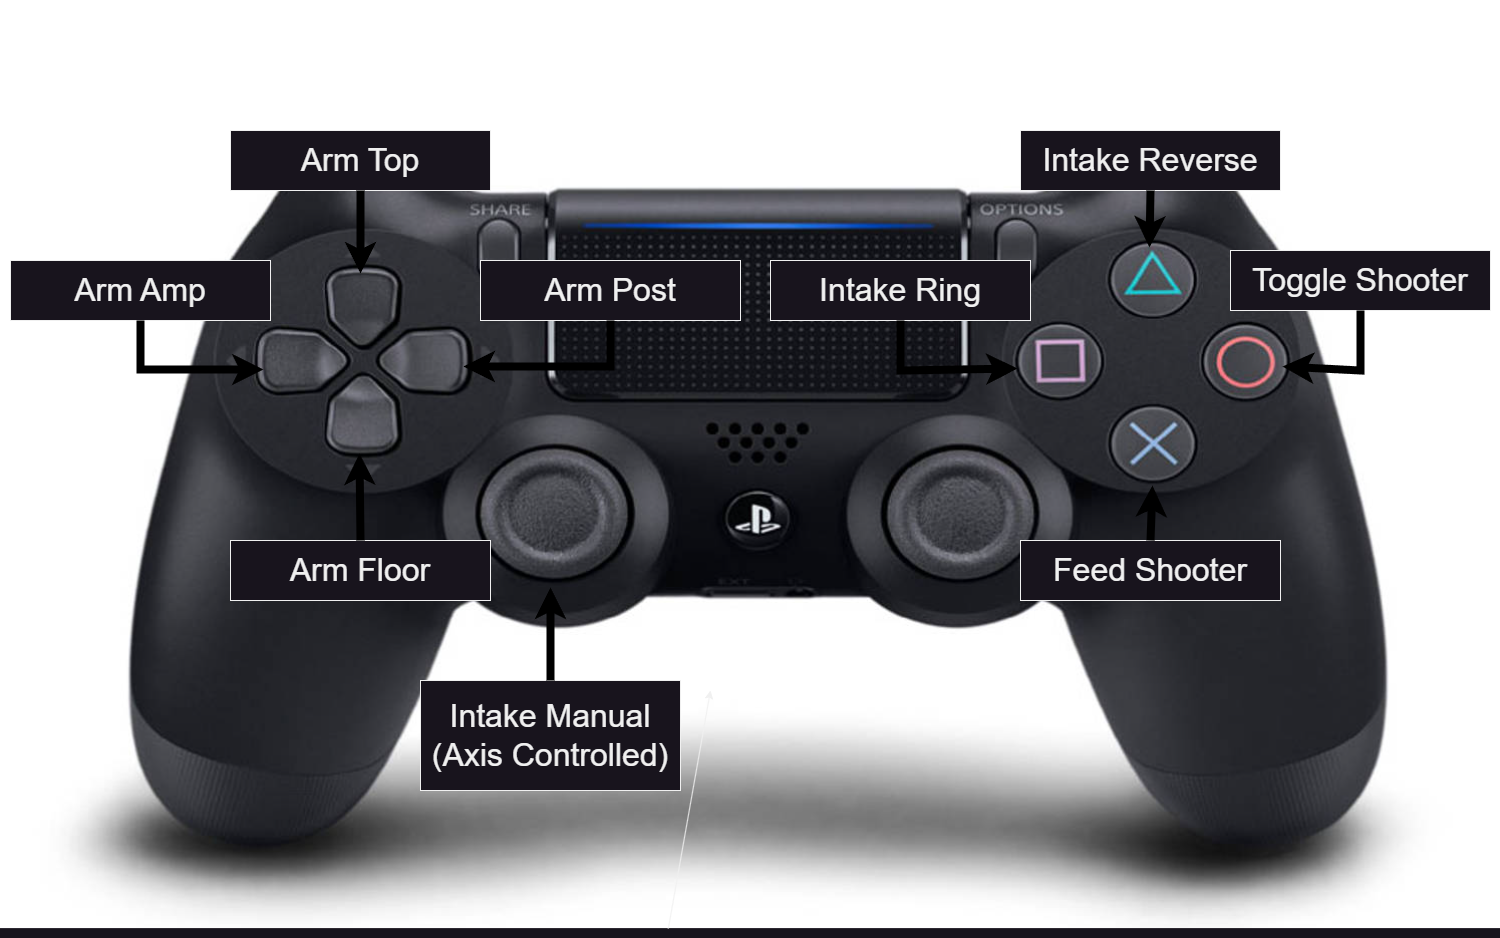 Arm Top
Intake Reverse
SHARE
OPTIONS
Arm Amp
Arm Post
Intake Ring
Toggle Shooter
Arm Floor
Feed Shooter
EXT
Intake Manual
(Axis Controlled)